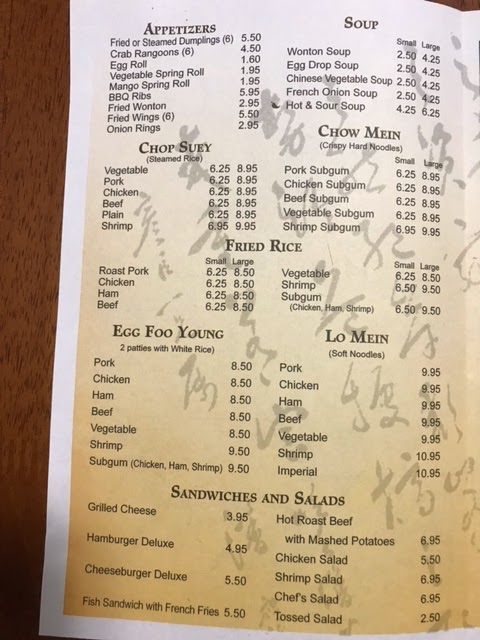 APPETIZERS
Fried or Steamed Dumplings (6) 5.50
Crab Rangoons (6) 4.50
Egg Roll 1.60
Vegetable Spring Roll 1.95
Mango Spring Roll 1.95
BBQ Ribs 5.95
Fried Wonton 2.95
Fried Wings (6) 5.50
Onion Rings 2.95
SOUP
Small Large
Wonton Soup 2.50 4.25
Egg Drop Soup 2.50 4.25
Chinese Vegetable Soup 2.50 4.25
French Onion Soup 2.50 4.25
Hot & Sour Soup 4.25 6.25
CHOP SUEY
(Steamed Rice)
Vegetable 6.25 8.95
Pork 6.25 8.95
Chicken 6.25 8.95
Beef 6.25 8.95
Plain 6.25 8.95
Shrimp 6.95 9.95
CHOW MEIN
(Crispy Hard Noodles)
Small Large
Pork Subgum 6.25 8.95
Chicken Subgum 6.25 8.95
Beef Subgum 6.25 8.95
Vegetable Subgum 6.25 8.95
Shrimp Subgum 6.95 9.95
FRIED RICE
Small Large
Roast Pork 6.25 8.50
Chicken 6.25 8.50
Ham 6.25 8.50
Beef 6.25 8.50
Small Large
Vegetable 6.25 8.50
Shrimp 6.50 9.50
Subgum
(Chicken, Ham, Shrimp) 6.50 9.50
EGG FOO YOUNG
2 patties with White Rice)
Pork 8.50
Chicken 8.50
Ham 8.50
Beef 8.50
Vegetable 8.50
Shrimp 9.50
Subgum (Chicken, Ham, Shrimp) 9.50
LO MEIN
(Soft Noodles)
Pork 9.95
Chicken 9.95
Ham 9.95
Beef 9.95
Vegetable 9.95
Shrimp 10.95
Imperial 10.95
SANDWICHES AND SALADS
Grilled Cheese 3.95
Hamburger Deluxe 4.95
Cheeseburger Deluxe 5.50
Fish Sandwich with French Fries 5.50
Hot Roast Beef
with Mashed Potatoes 6.95
Chicken Salad 5.50
Shrimp Salad 6.95
Chef's Salad 6.95
Tossed Salad 2.50